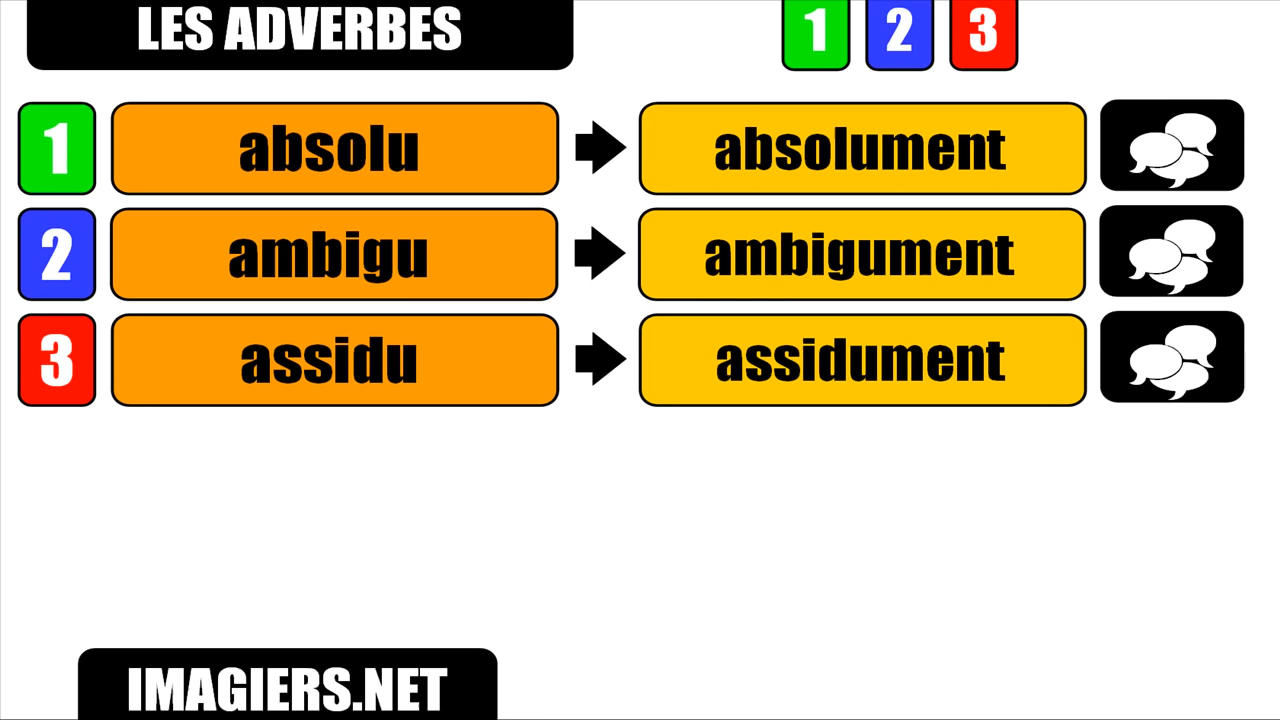 LES ADVERBES 1 2 3
1 absolu absolument
2 ambigu ambigument
3 assidu assidument
IMAGIERS.NET